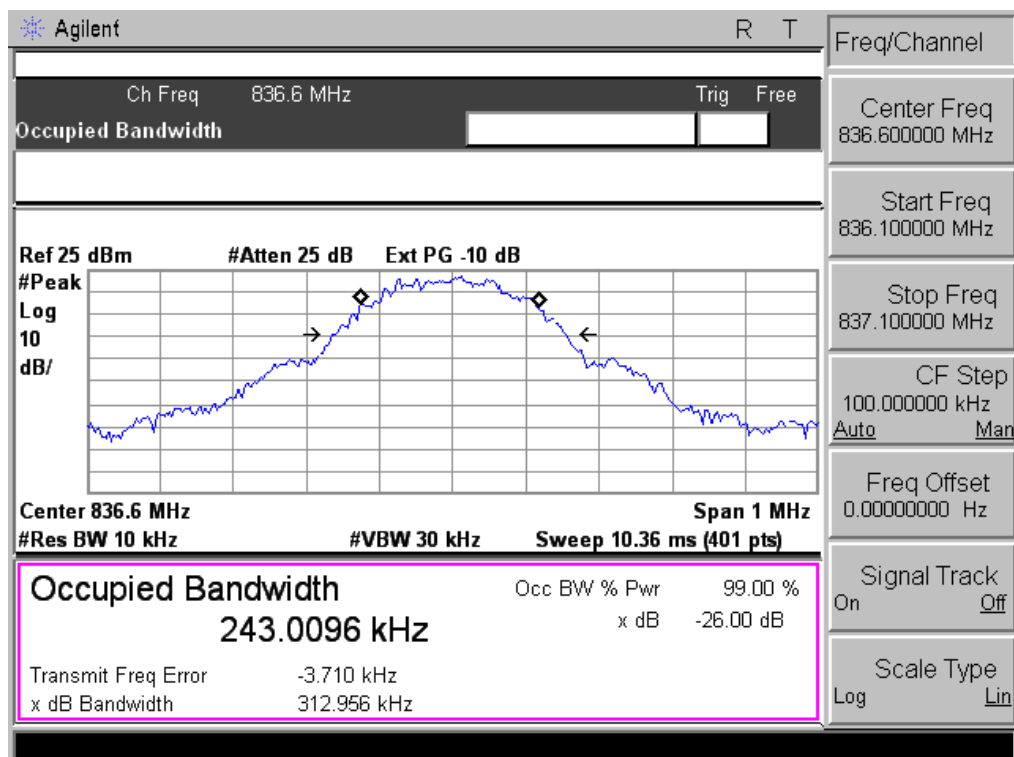 Agilent R T
Freq/Channel
Ch Freq 836.6 MHz Trig Free
Occupied Bandwidth
Center Freq
836.600000 MHz
Start Freq
836.100000 MHz
Stop Freq
837.100000 MHz
CF Step
100.000000 kHz
Auto Man
Freq Offset
0.00000000 Hz
Signal Track
On Off
Scale Type
Log Lin
Ref 25 dBm #Atten 25 dB Ext PG -10 dB
#Peak
Log
10
dB/
Center 836.6 MHz Span 1 MHz
#Res BW 10 kHz #VBW 30 kHz Sweep 10.36 ms (401 pts)
Occupied Bandwidth Occ BW % Pwr 99.00 %
243.0096 kHz x dB -26.00 dB
Transmit Freq Error -3.710 kHz
x dB Bandwidth 312.956 kHz